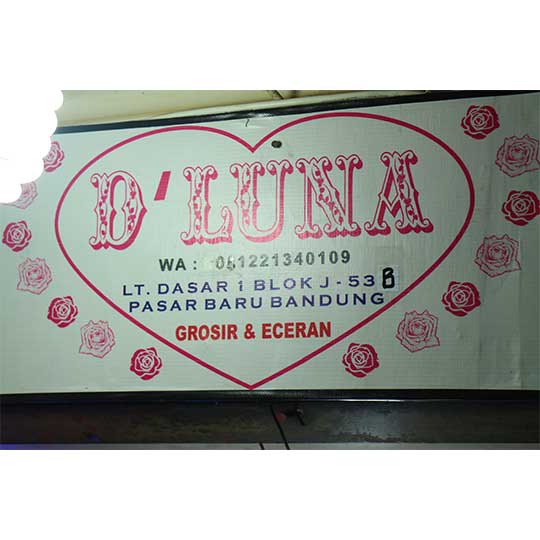 D'LUNA
WA : 081221340109
LT. DASAR 1 BLOK J - 53 B
PASAR BARU BANDUNG
GROSIR & ECERAN